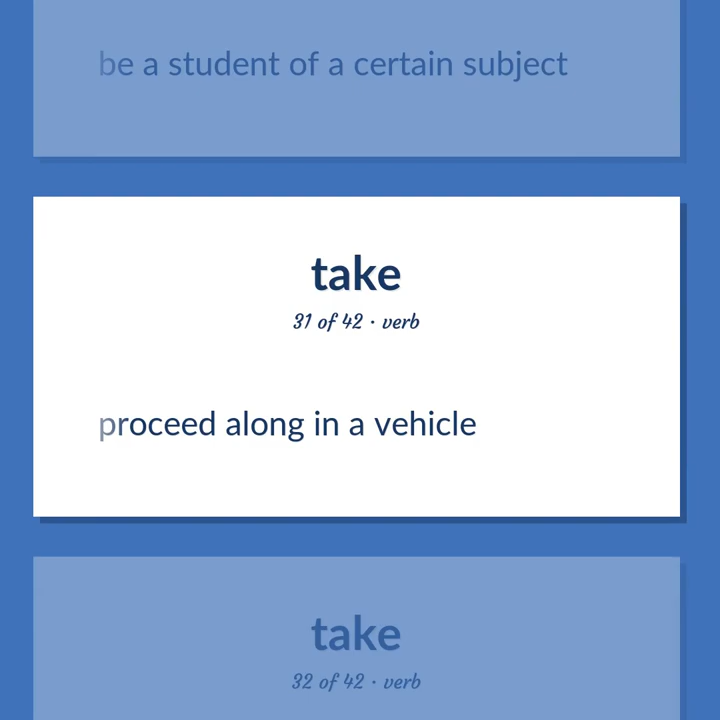 be a student of a certain subject
take
31 of 42 · verb
proceed along in a vehicle
take
32 of 42 · verb